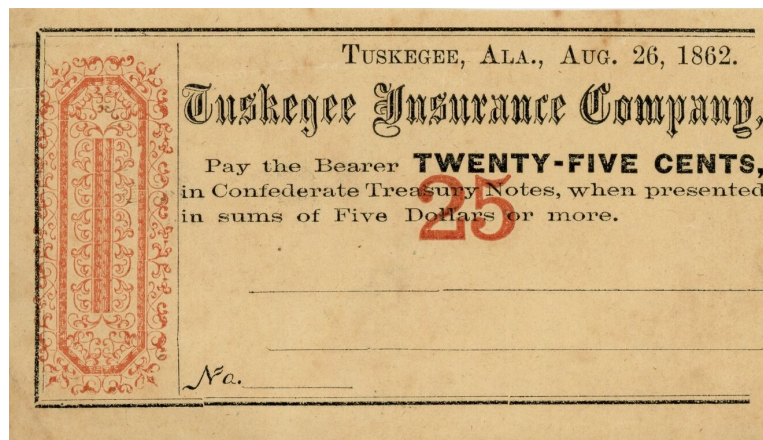 TUSKEGEE, ALA., AUG. 26, 1862.
Tuskegee Insurance Company,
Pay the Bearer TWENTY-FIVE CENTS,
in Confederate Treasury Notes, when presented
in sums of Five Dollars or more.
25
No.